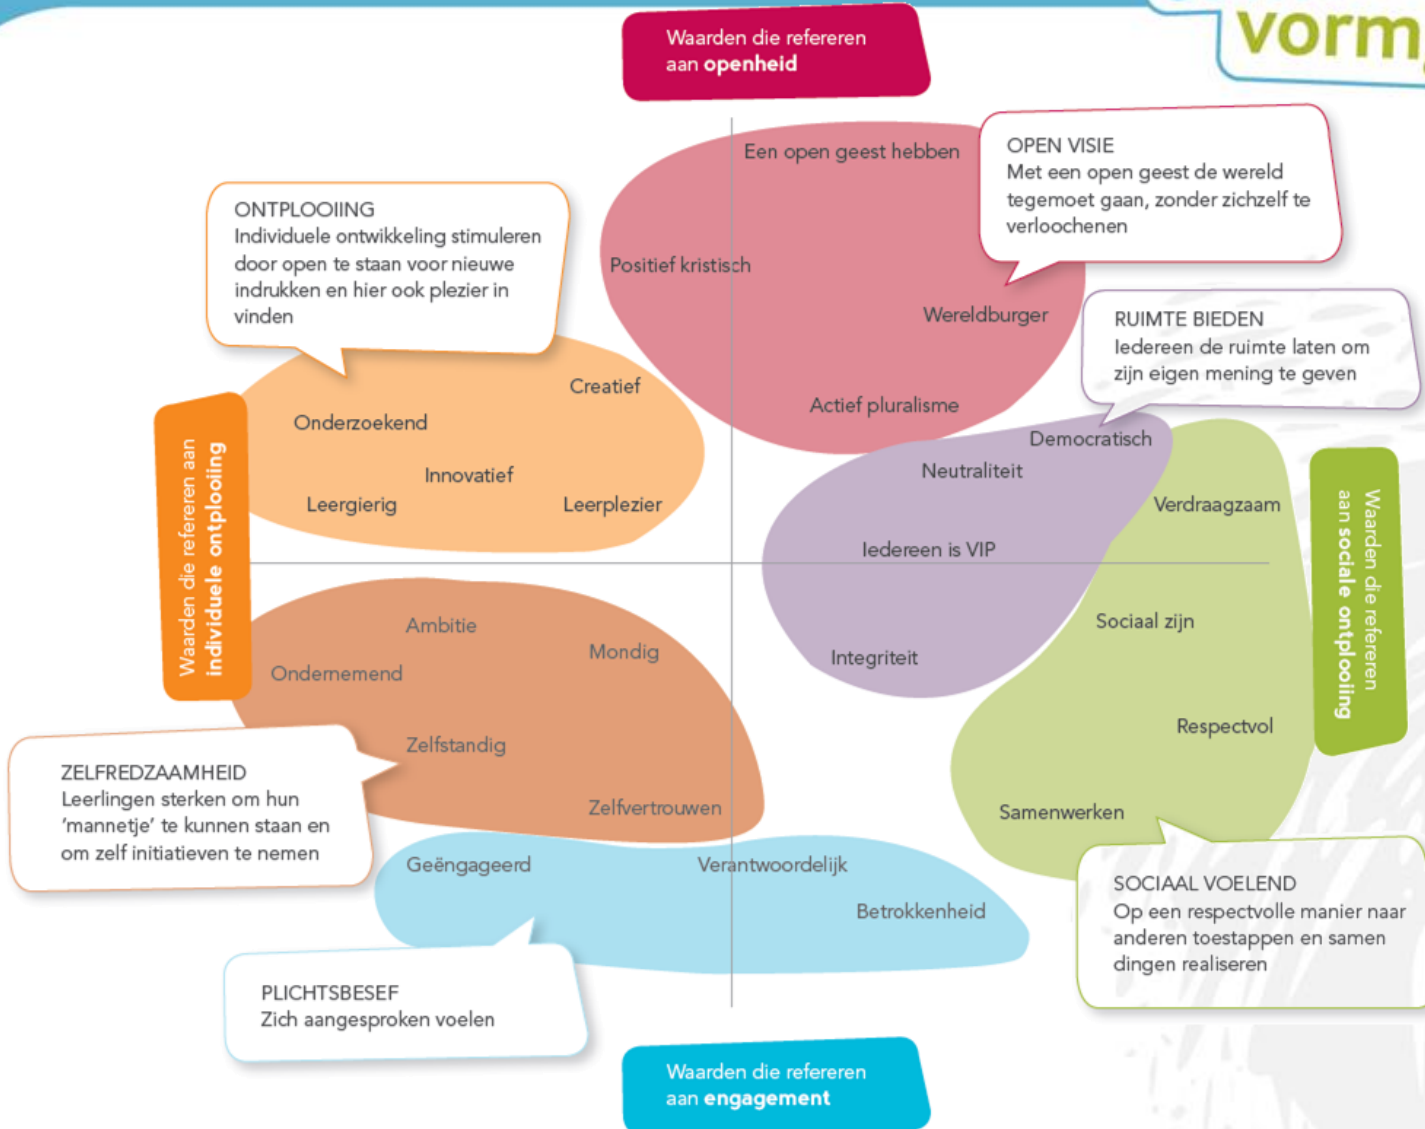 vorm
Waarden die refereren
aan openheid
Een open geest hebben
OPEN VISIE
Met een open geest de wereld
tegemoet gaan, zonder zichzelf te
verloochenen
ONTPLOOIING
Individuele ontwikkeling stimuleren
door open te staan voor nieuwe
indrukken en hier ook plezier in
vinden
Positief kristisch
Wereldburger
RUIMTE BIEDEN
Iedereen de ruimte laten om
zijn eigen mening te geven
Creatief
Actief pluralisme
Onderzoekend
Democratisch
Innovatief
Neutraliteit
Leergierig
Leerplezier
Verdraagzaam
Waarden die refereren aan
individuele ontplooiing
Waarden die refereren
aan sociale ontplooiing
Iedereen is VIP
Ambitie
Sociaal zijn
Mondig
Integriteit
Ondernemend
Respectvol
Zelfstandig
ZELFREDZAAMHEID
Leerlingen sterken om hun
‘mannetje’ te kunnen staan en
om zelf initiatieven te nemen
Zelfvertrouwen
Samenwerken
Geëngageerd
Verantwoordelijk
Betrokkenheid
SOCIAAL VOELEND
Op een respectvolle manier naar
anderen toestappen en samen
dingen realiseren
PLICHTSBESEF
Zich aangesproken voelen
Waarden die refereren
aan engagement